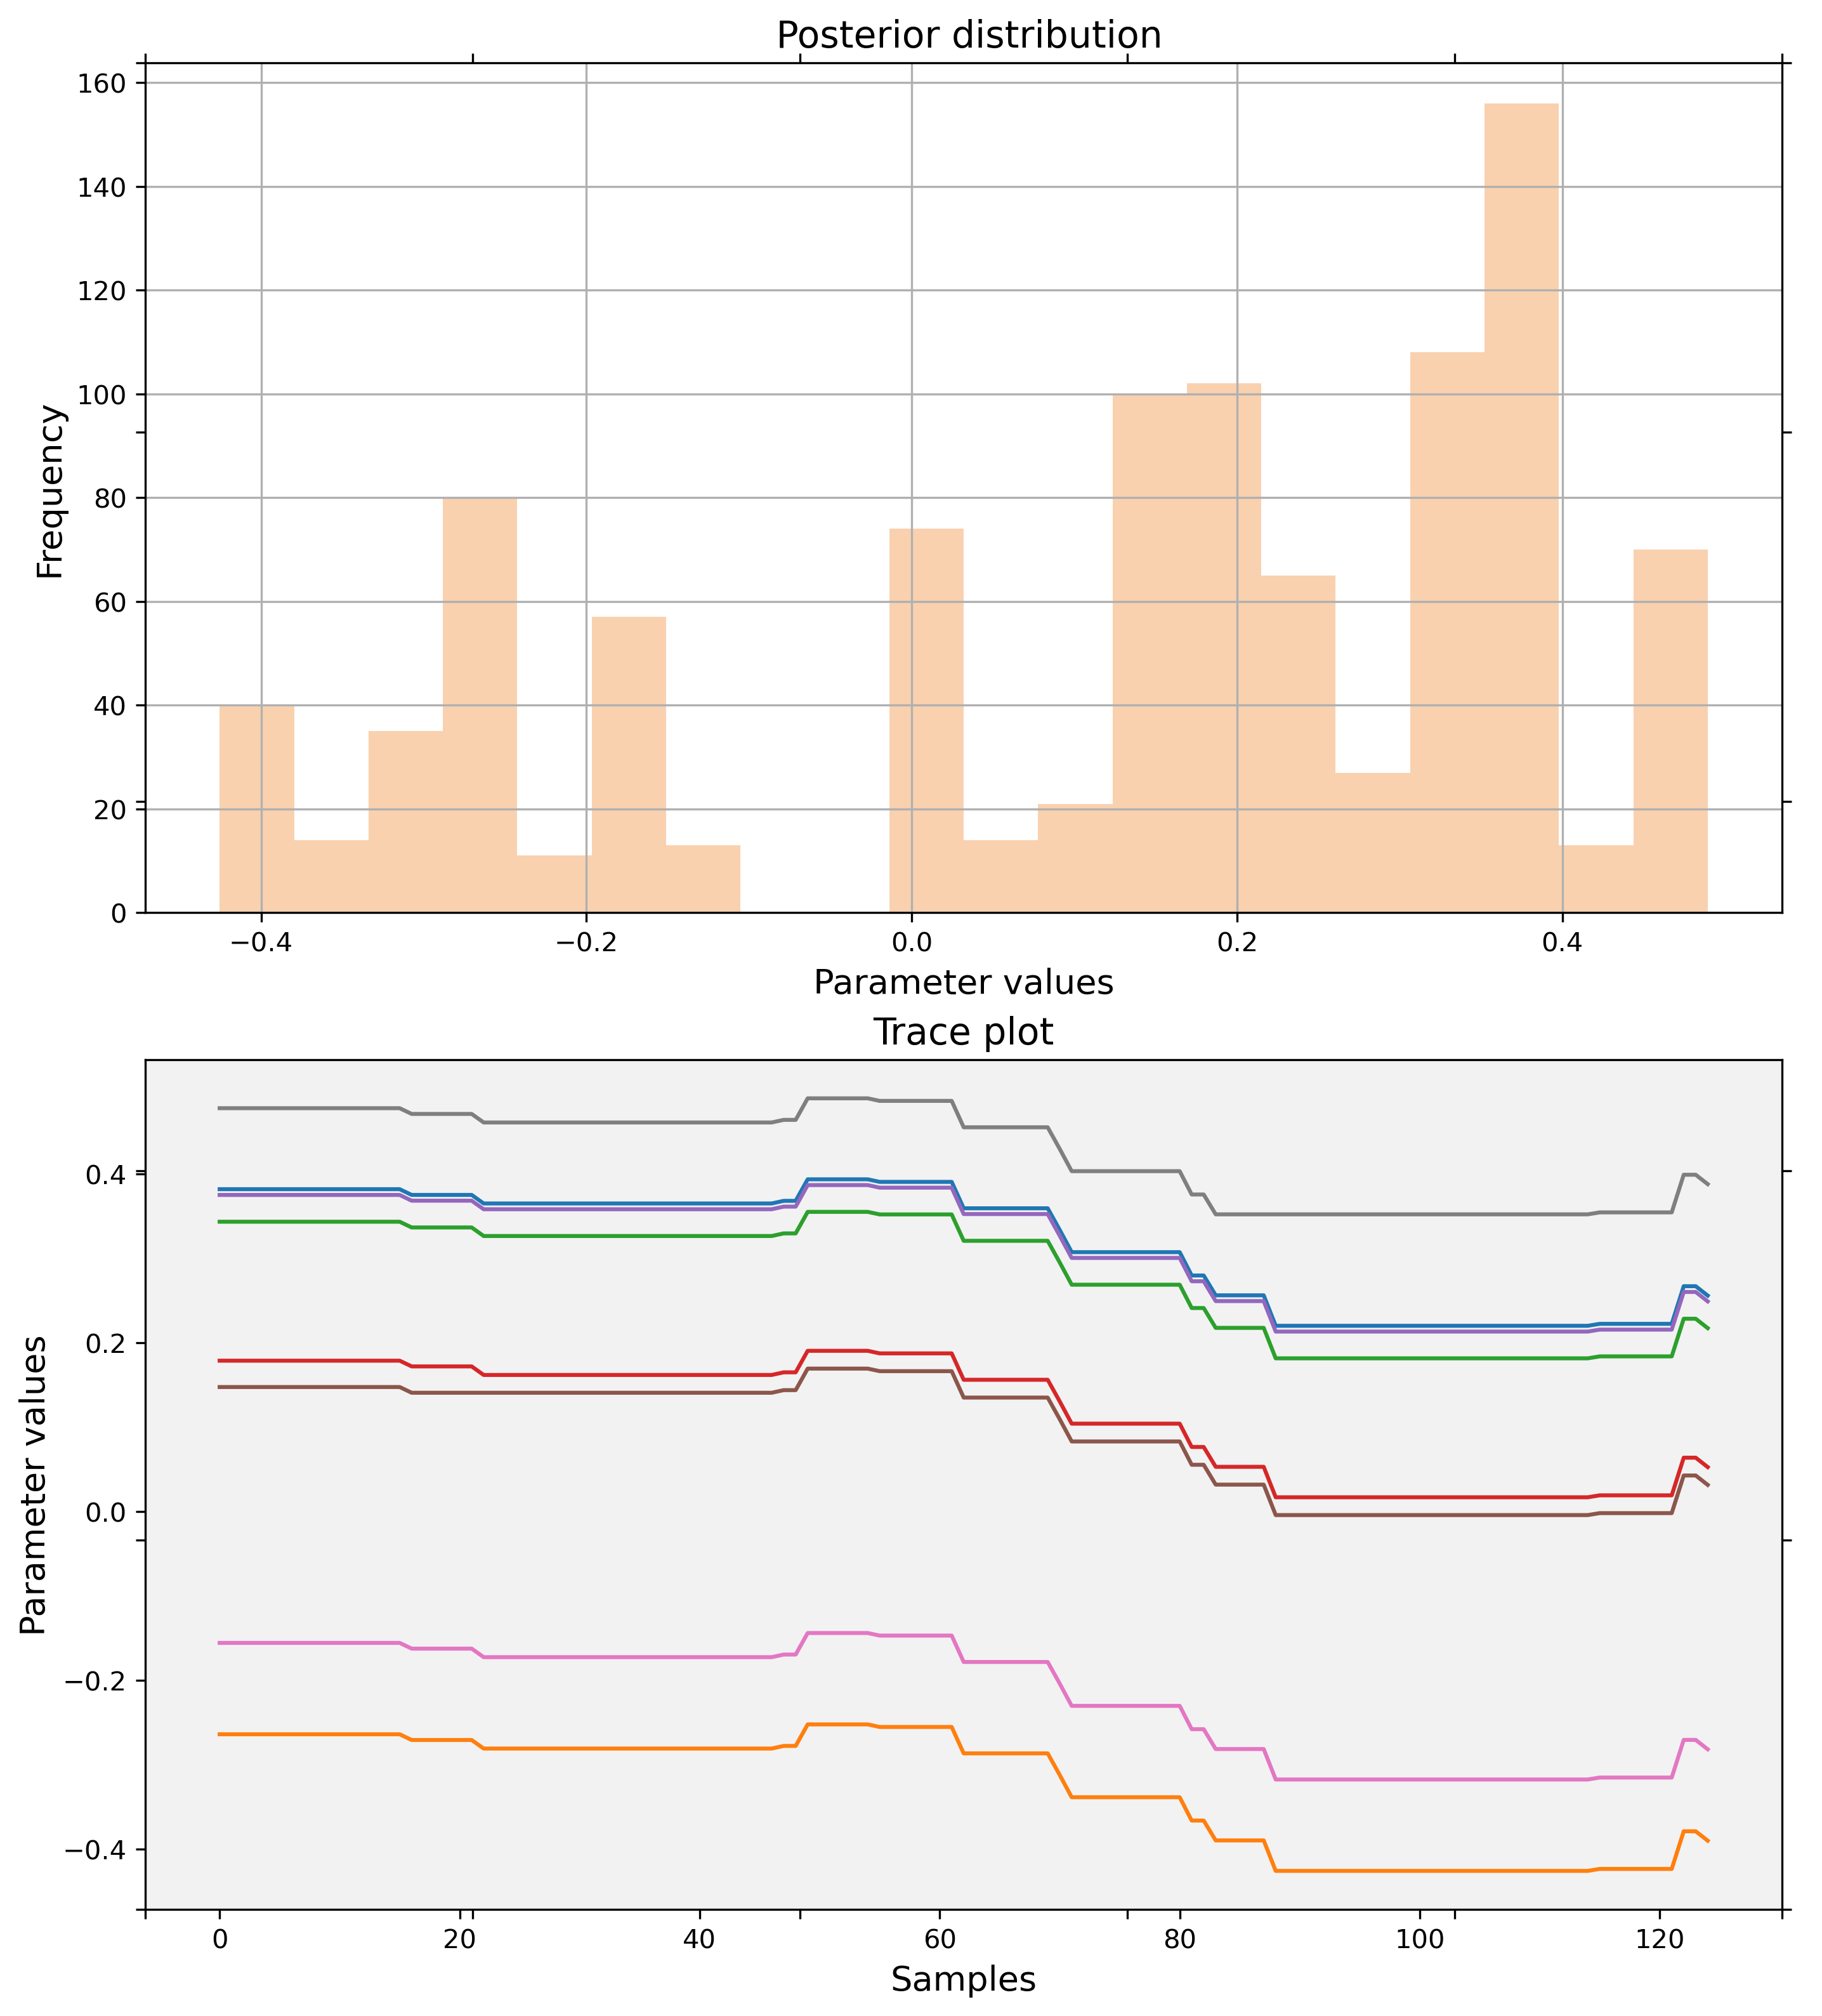 Posterior distribution
160
140
120
100
80
60
40
20
0
Frequency
−0.4 −0.2 0.0 0.2 0.4
Parameter values
Trace plot
0.4
0.2
0.0
−0.2
−0.4
Parameter values
0 20 40 60 80 100 120
Samples